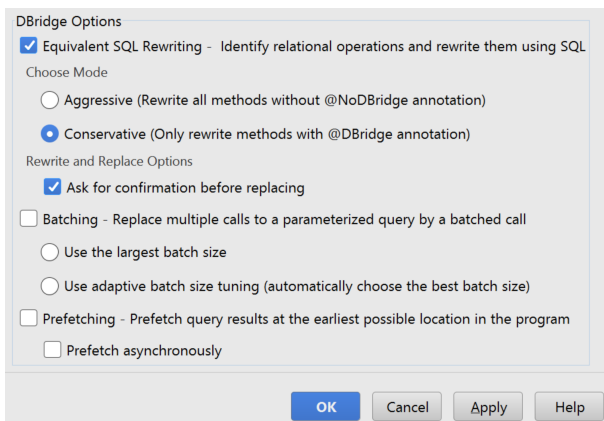 DBridge Options
Equivalent SQL Rewriting - Identify relational operations and rewrite them using SQL
Choose Mode
Aggressive (Rewrite all methods without @NoDBridge annotation)
Conservative (Only rewrite methods with @DBridge annotation)
Rewrite and Replace Options
Ask for confirmation before replacing
Batching - Replace multiple calls to a parameterized query by a batched call
Use the largest batch size
Use adaptive batch size tuning (automatically choose the best batch size)
Prefetching - Prefetch query results at the earliest possible location in the program
Prefetch asynchronously
OK Cancel Apply Help